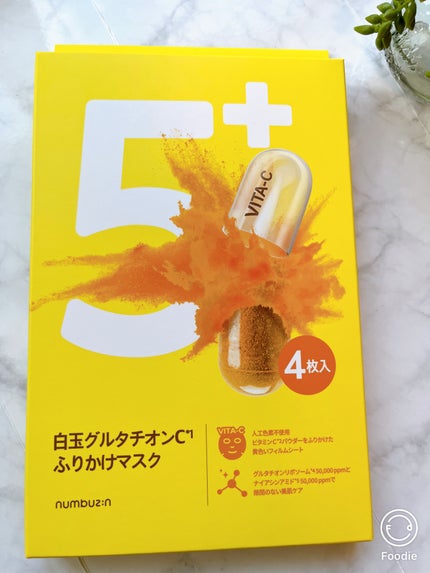 5+
VITA-C
4枚入
白玉グルタチオンC*1
ふりかけマスク
numbuz:n
VITA-C
人工色素不使用
ビタミンC*2パウダーをふりかけた
黄色いフィルムシート
グルタチオンリポソーム*4 50,000ppmと
ナイアシンアミド*5 50,000ppmで
隙間のない美肌ケア
Foodie